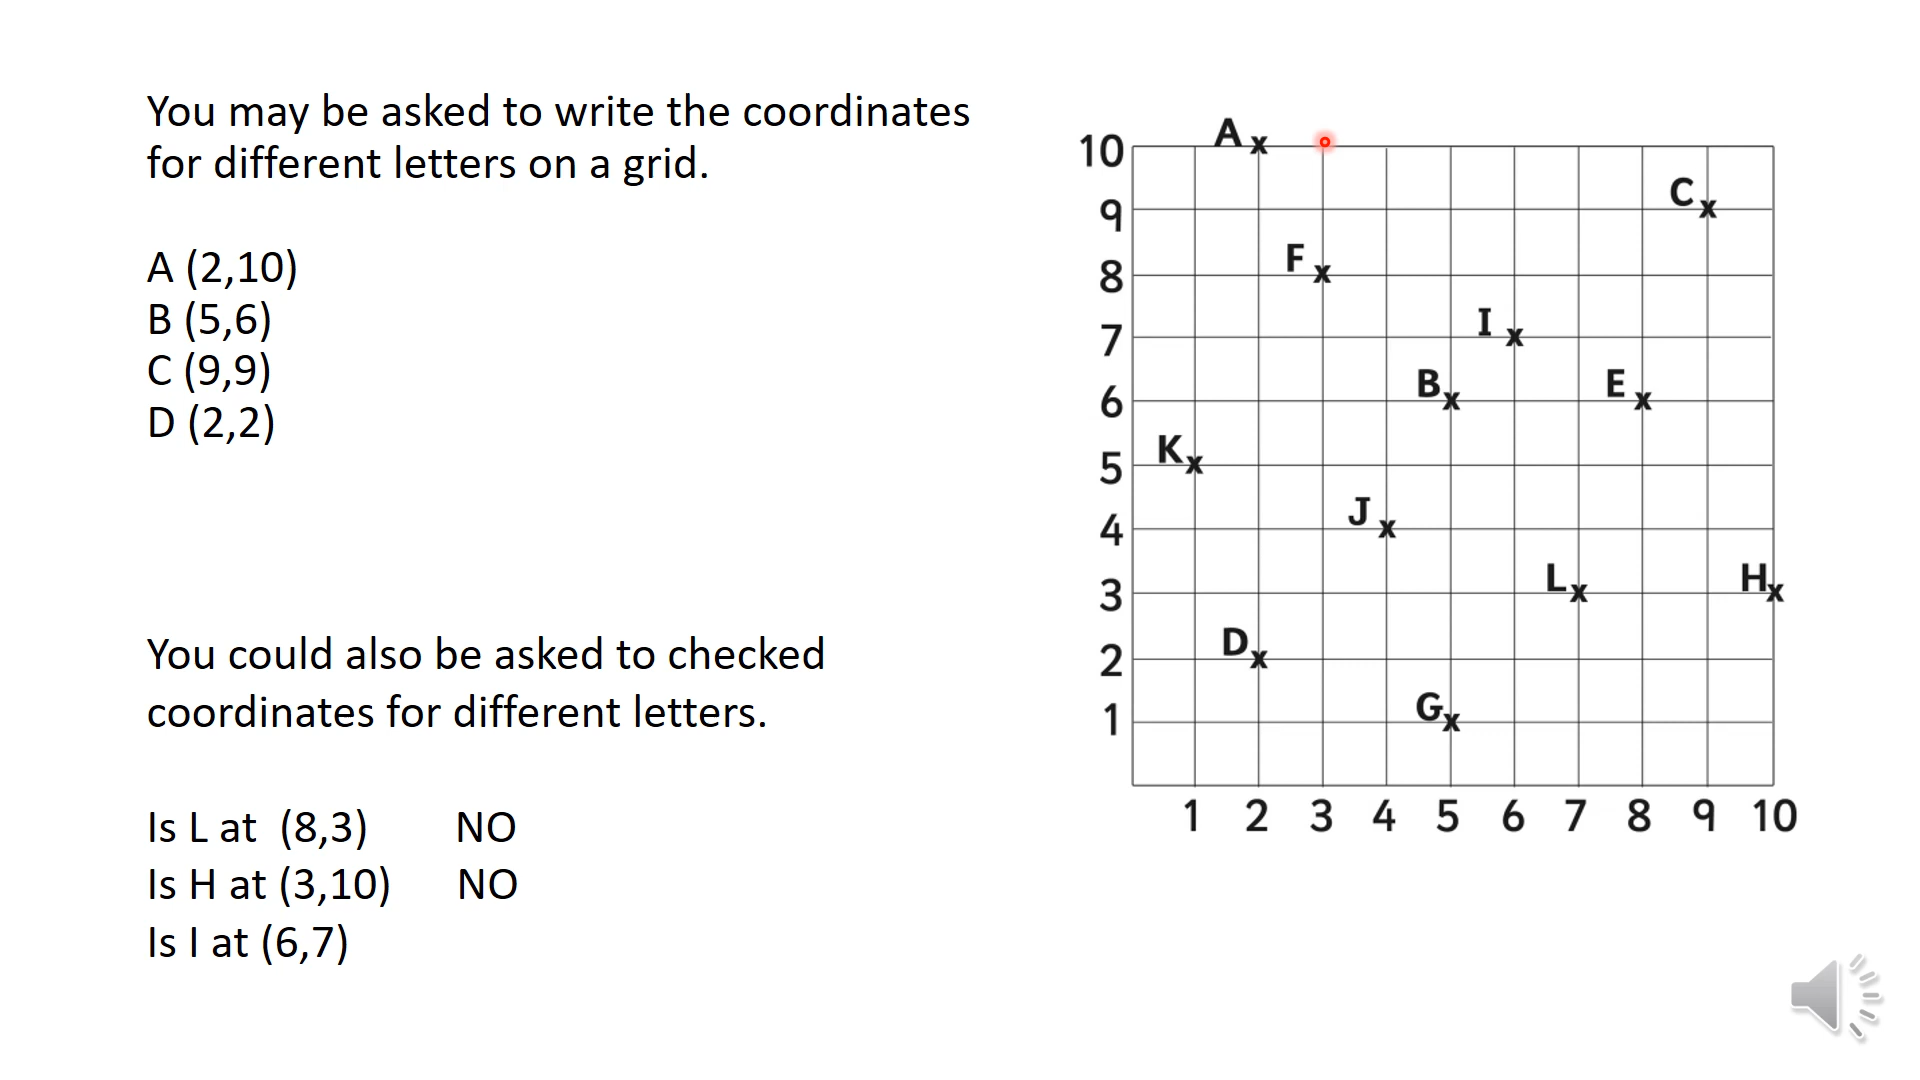 You may be asked to write the coordinates
for different letters on a grid.
A (2,10)
B (5,6)
C (9,9)
D (2,2)
You could also be asked to checked
coordinates for different letters.
Is L at (8,3) NO
Is H at (3,10) NO
Is I at (6,7)
A
10
C
9
F
8
I
7
B
E
6
K
5
J
4
L
H
3
D
2
G
1
1 2 3 4 5 6 7 8 9 10